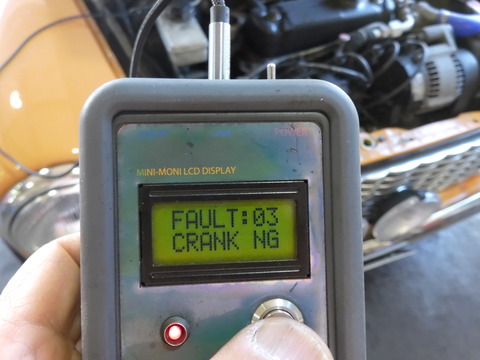 POWER
MINI-MONI LCD DISPLAY
FAULT:03
CRANK NG